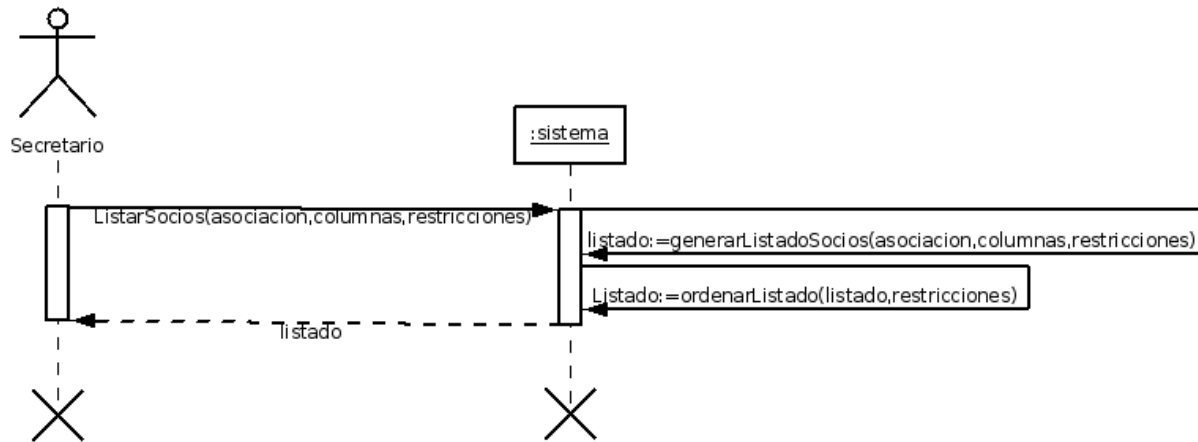 Secretario
:sistema
ListarSocios(asociacion,columnas,restricciones)
listado:=generarListadoSocios(asociacion,columnas,restricciones)
Listado:=ordenarListado(listado,restricciones)
listado